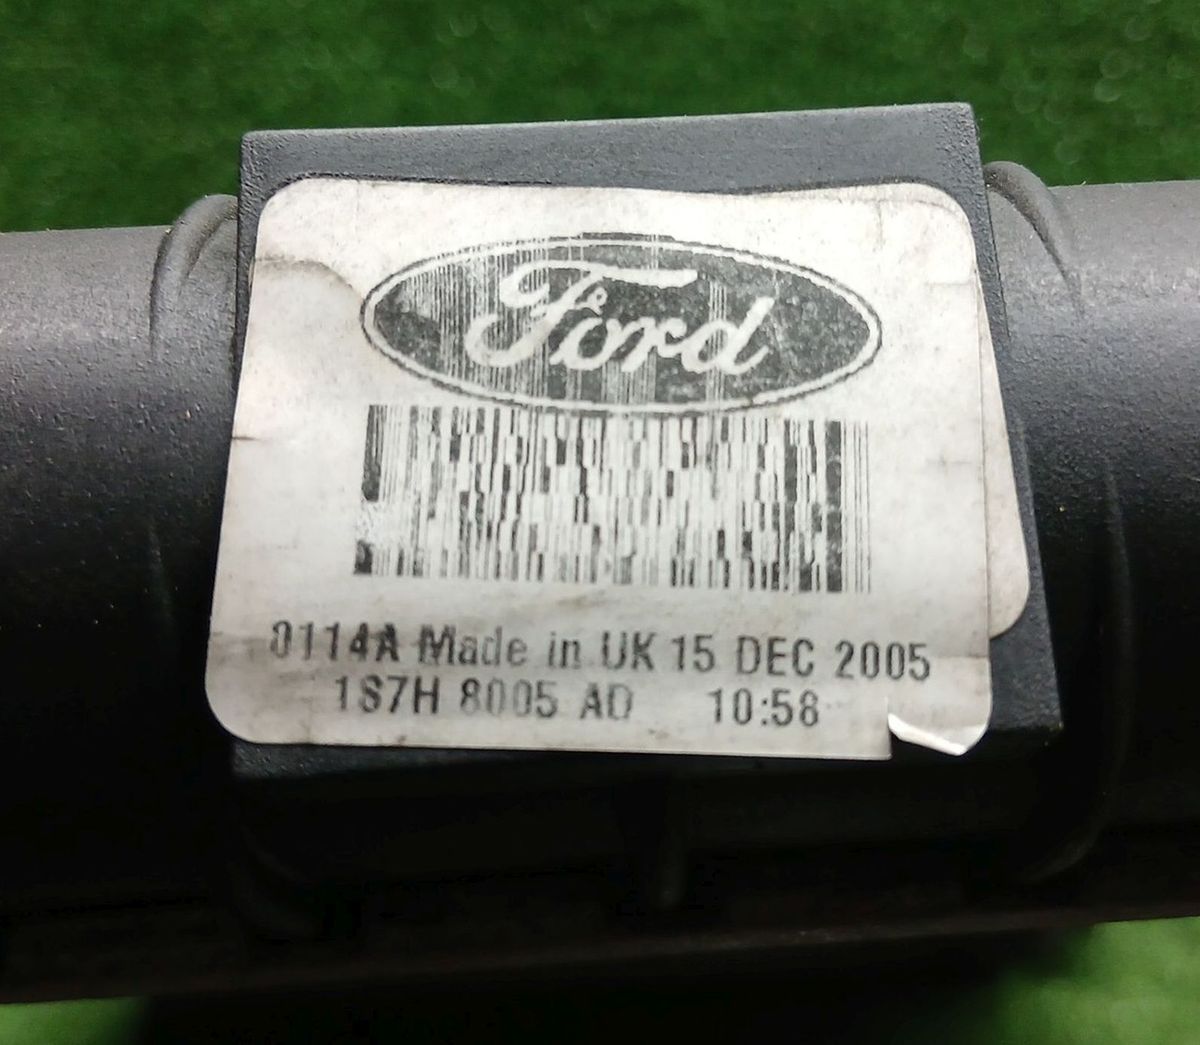 Ford
0114A Made in UK 15 DEC 2005
1S7H 8005 AD 10:58